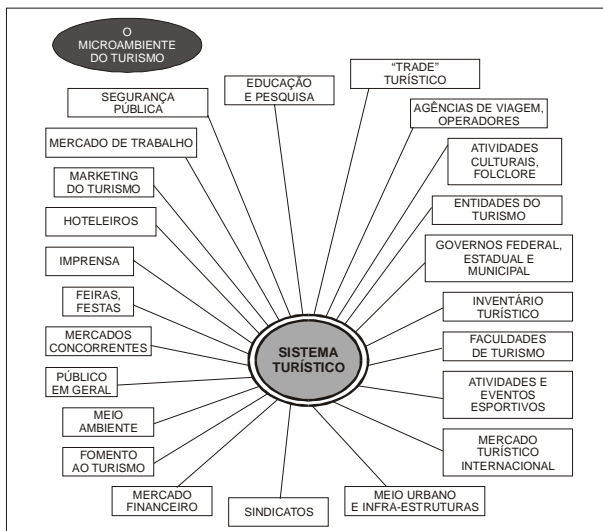 O
MICROAMBIENTE
DO TURISMO
SEGURANÇA
PÚBLICA
EDUCAÇÃO
E PESQUISA
“TRADE”
TURÍSTICO
AGÊNCIAS DE VIAGEM,
OPERADORES
MERCADO DE TRABALHO
ATIVIDADES
CULTURAIS,
FOLCLORE
MARKETING
DO TURISMO
ENTIDADES DO
TURISMO
HOTELEIROS
GOVERNOS FEDERAL,
ESTADUAL E
MUNICIPAL
IMPRENSA
INVENTÁRIO
TURÍSTICO
FEIRAS,
FESTAS
MERCADOS
CONCORRENTES
SISTEMA
TURÍSTICO
FACULDADES
DE TURISMO
PÚBLICO
EM GERAL
ATIVIDADES E
EVENTOS
ESPORTIVOS
MEIO
AMBIENTE
MERCADO
TURÍSTICO
INTERNACIONAL
FOMENTO
AO TURISMO
MERCADO
FINANCEIRO
SINDICATOS
MEIO URBANO
E INFRA-ESTRUTURAS